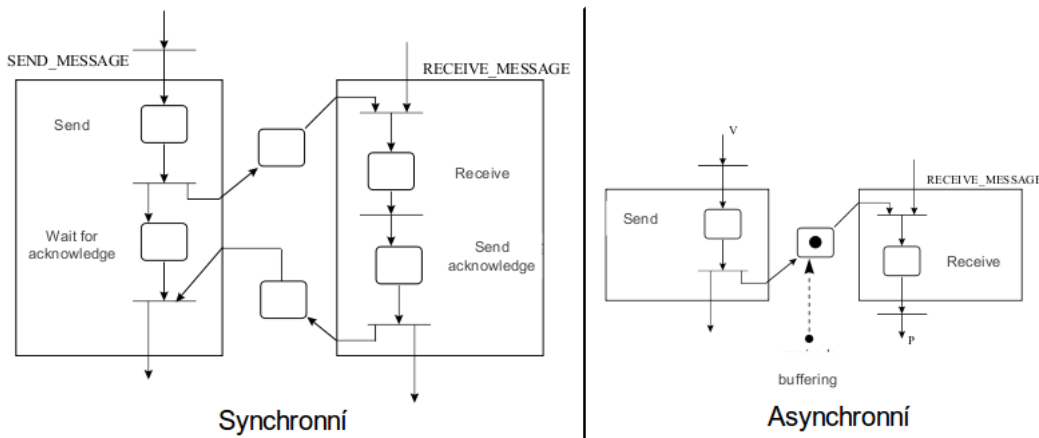 SEND_MESSAGE
Send
Wait for
acknowledge
RECEIVE_MESSAGE
Receive
Send
acknowledge
Synchronní
V
Send
RECEIVE_MESSAGE
Receive
P
buffering
Asynchronní